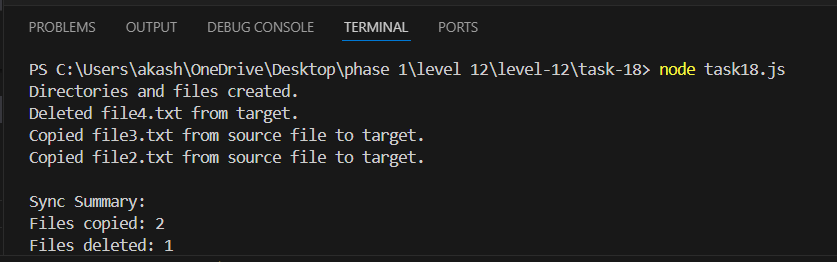 PROBLEMS OUTPUT DEBUG CONSOLE TERMINAL PORTS
PS C:\Users\akash\OneDrive\Desktop\phase 1\level 12\level-12\task-18> node task18.js
Directories and files created.
Deleted file4.txt from target.
Copied file3.txt from source file to target.
Copied file2.txt from source file to target.
Sync Summary:
Files copied: 2
Files deleted: 1